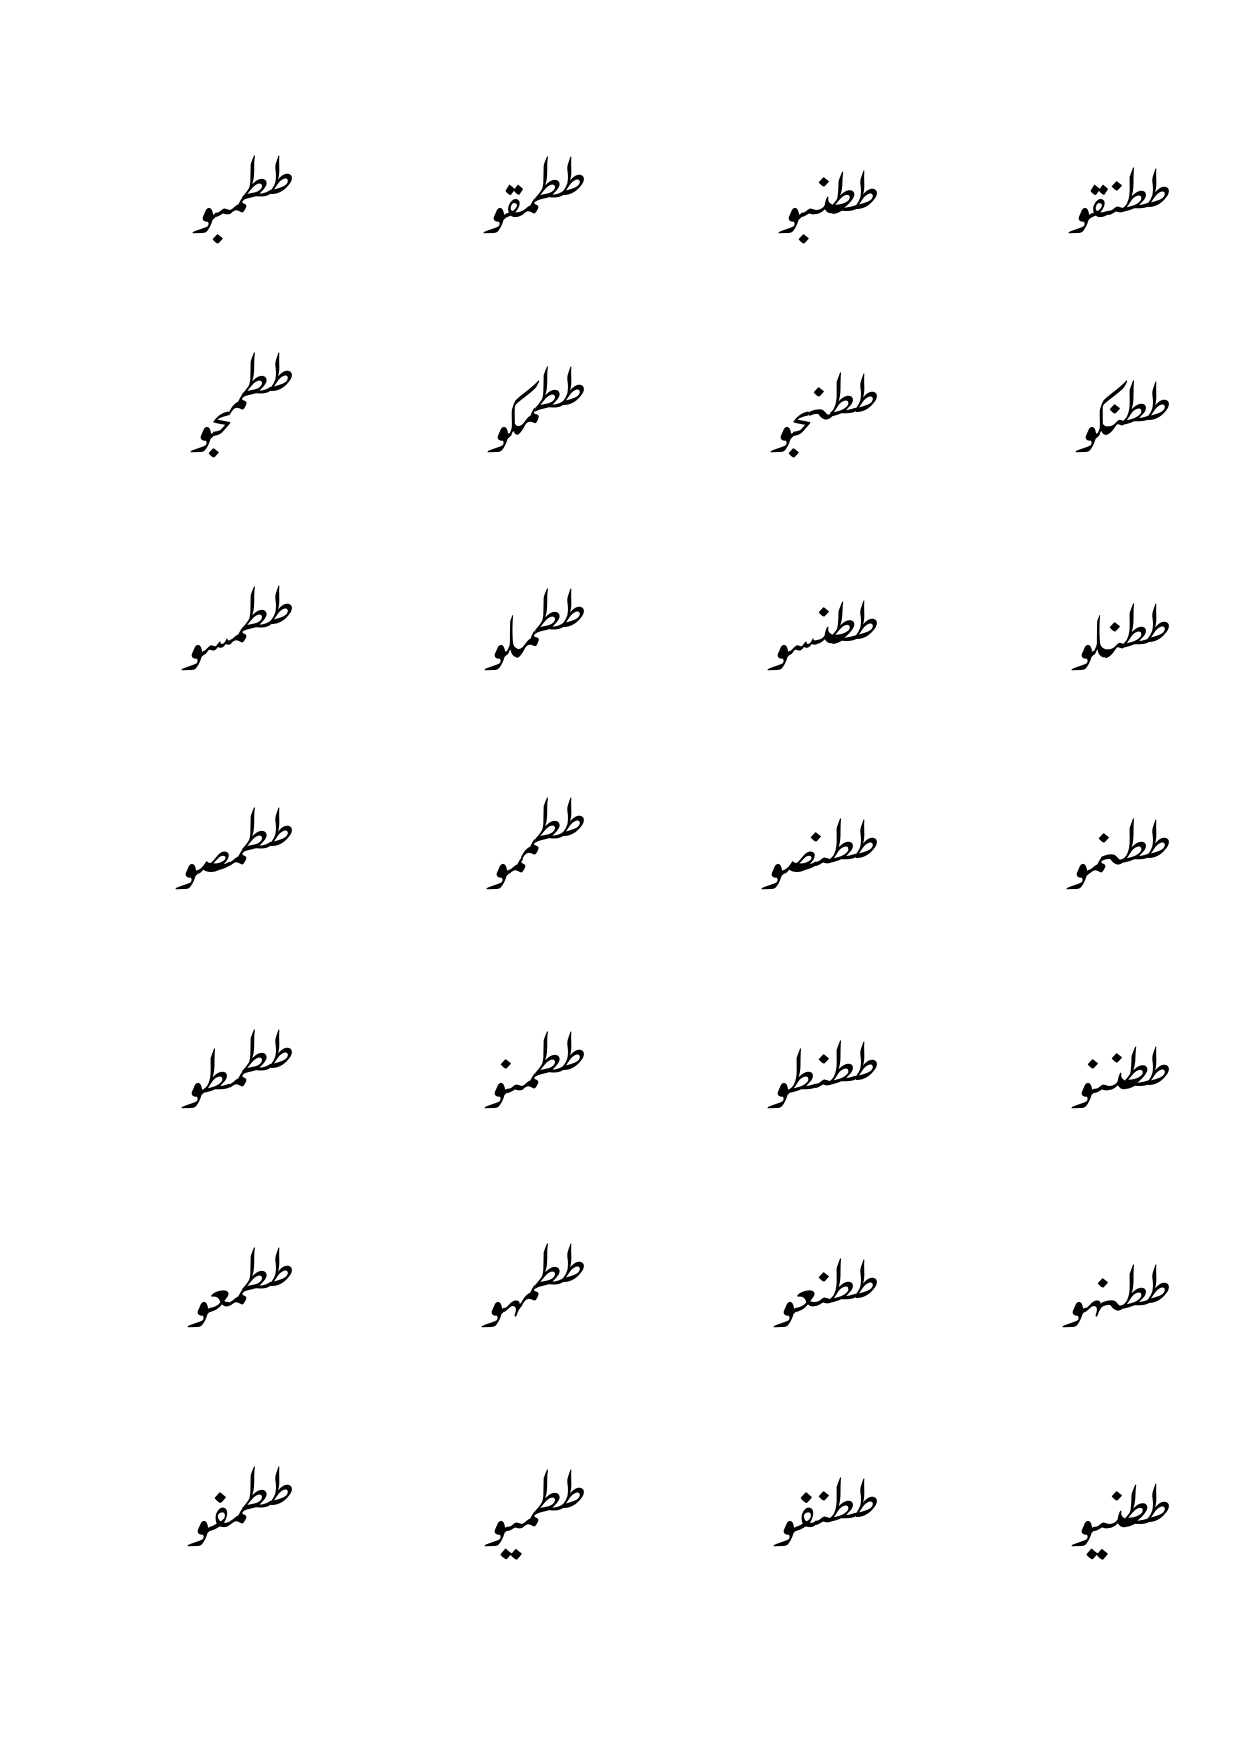 ططنقو ططنبو ططمقو ططمبو
ططنكو ططنجو ططمكو ططمجو
ططنلو ططنسو ططملو ططمسو
ططنمو ططنصو ططممو ططمصو
ططننو ططنطو ططمنو ططمطو
ططنهو ططنعو ططمهو ططمعو
ططنيو ططنفو ططميو ططمفو